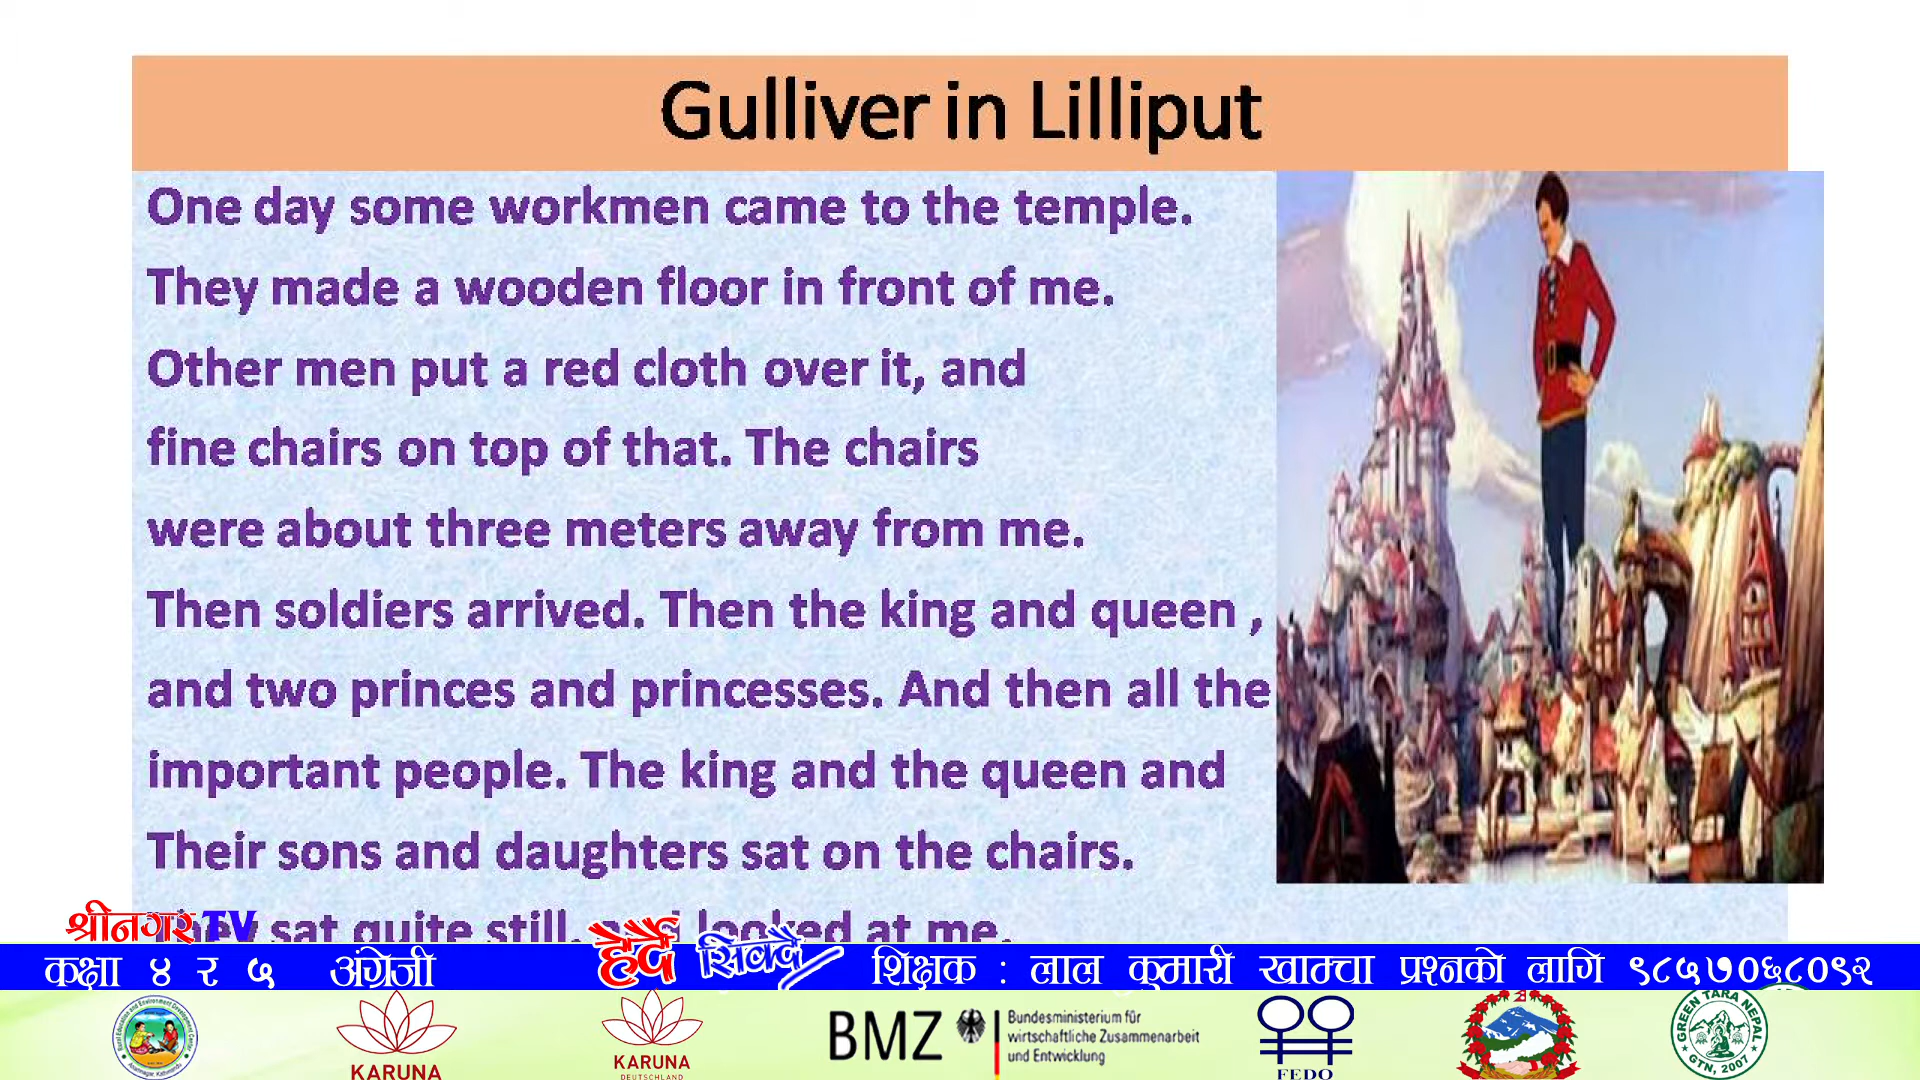 Gulliver in Lilliput
One day some workmen came to the temple.
They made a wooden floor in front of me.
Other men put a red cloth over it, and
fine chairs on top of that. The chairs
were about three meters away from me.
Then soldiers arrived. Then the king and queen ,
and two princes and princesses. And then all the
important people. The king and the queen and
Their sons and daughters sat on the chairs.
They sat quite still, and looked at me.
श्रीनगर TV
हेर्दै सिक्दै
कक्षा ४ र ५ अंग्रेजी
शिक्षक : लाल कुमारी खाम्चा प्रश्नको लागि ९८५७०६८०९२
KARUNA
KARUNA
DEUTSCHLAND
BMZ
Bundesministerium für
wirtschaftliche Zusammenarbeit
und Entwicklung
FEDO
GREEN TARA NEPAL
GTN, 2007